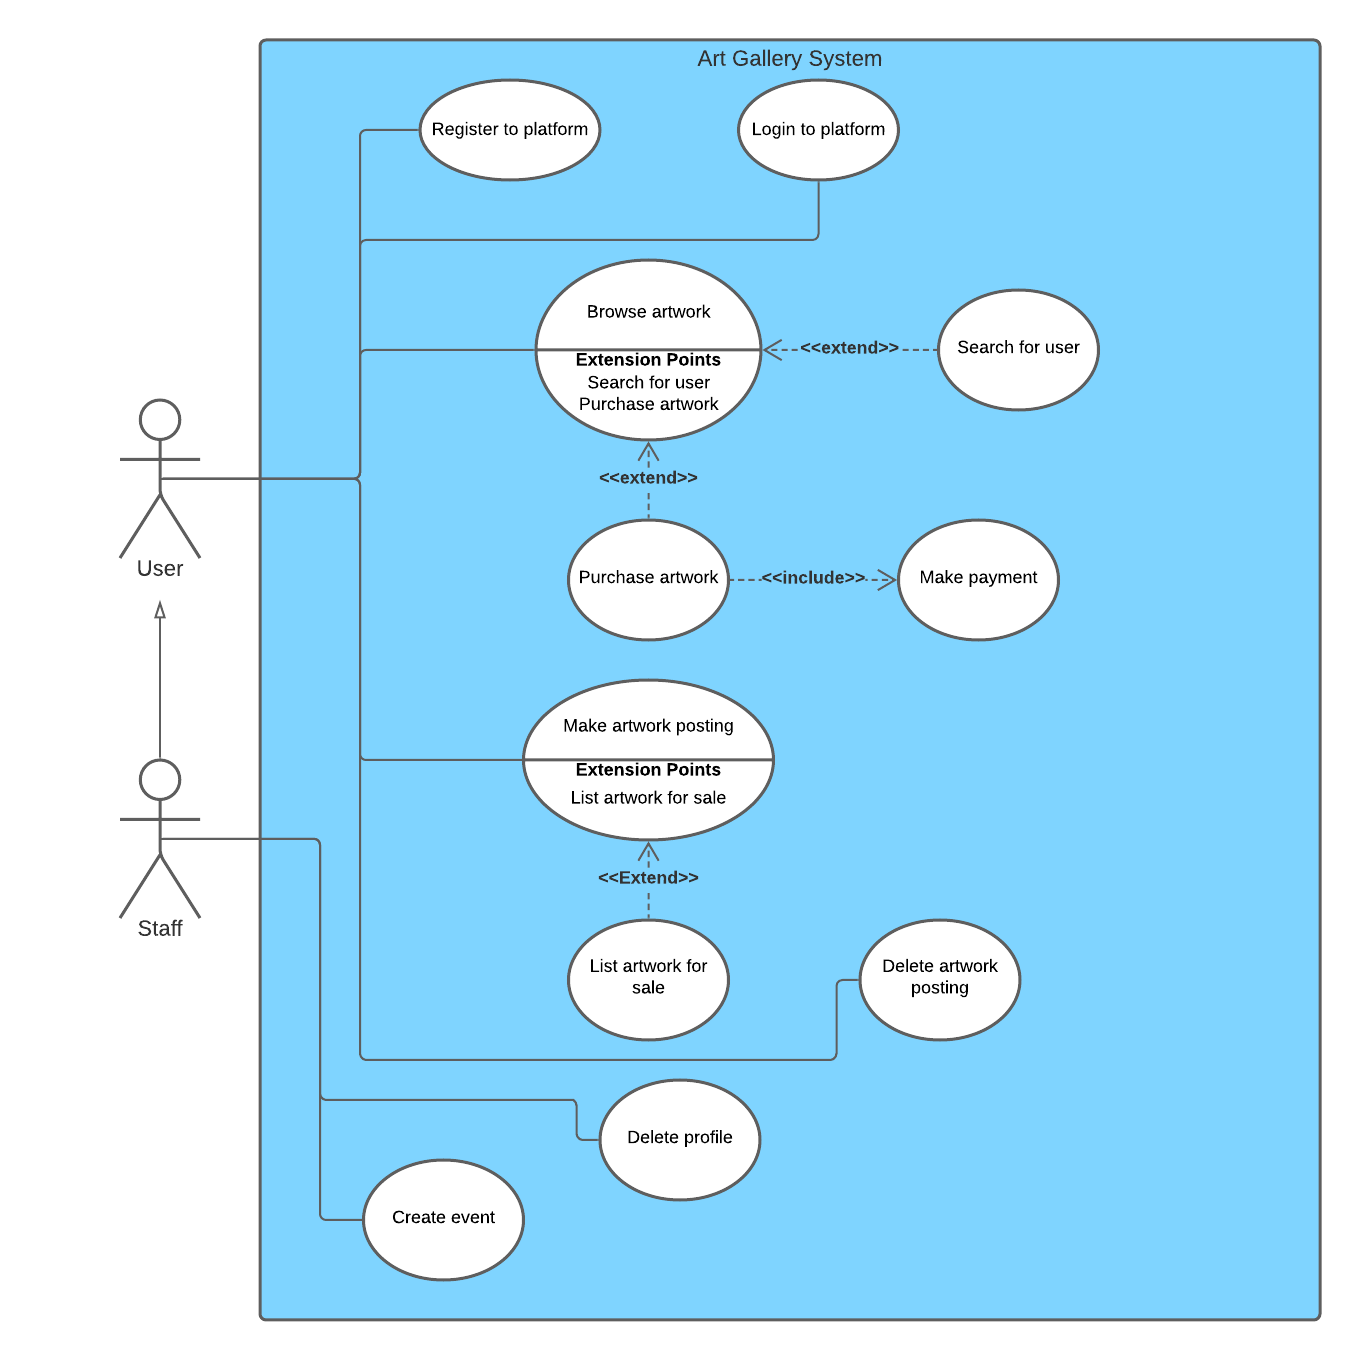 Art Gallery System
Register to platform
Login to platform
Browse artwork
Extension Points
Search for user
Purchase artwork
<<extend>>
Search for user
<<extend>>
User
Purchase artwork
<<include>>
Make payment
Make artwork posting
Extension Points
List artwork for sale
<<Extend>>
Staff
List artwork for
sale
Delete artwork
posting
Delete profile
Create event